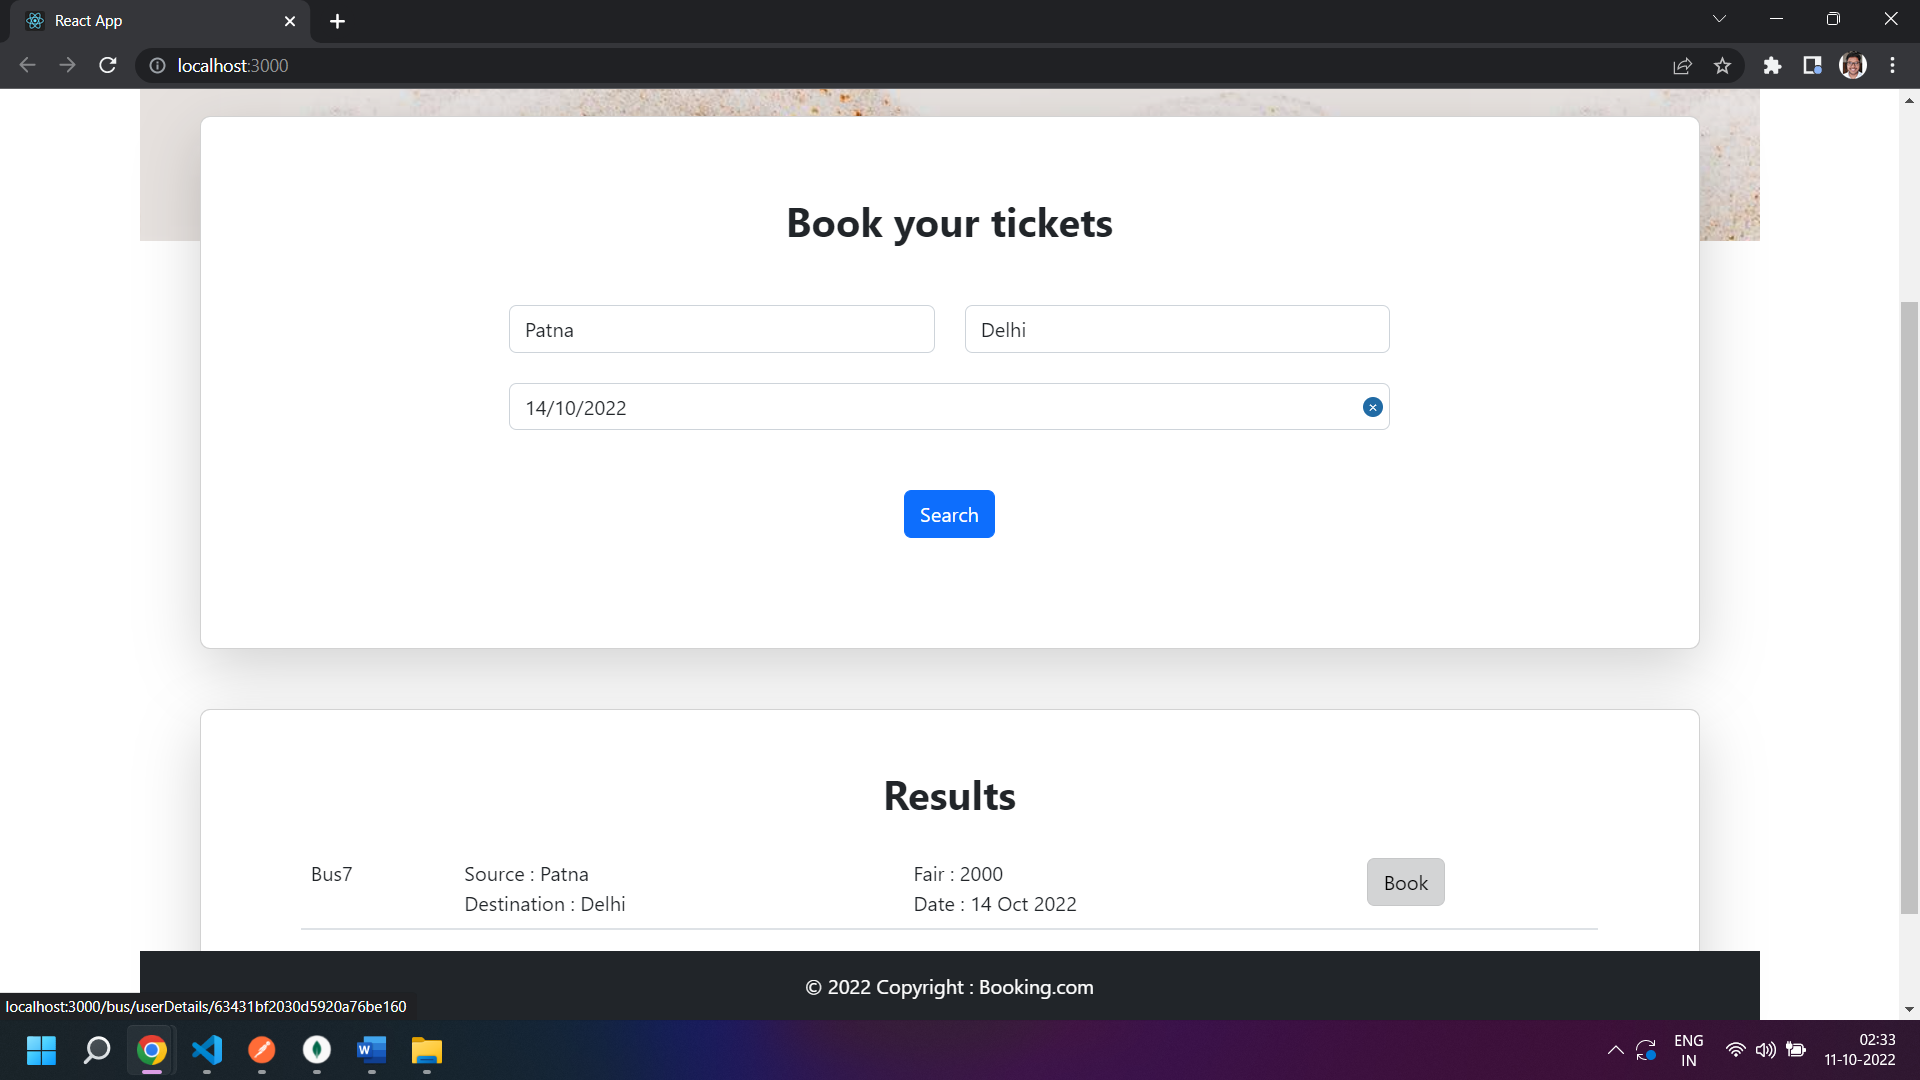 React App
localhost:3000
Book your tickets
Patna
Delhi
14/10/2022
Search
Results
Bus7
Source : Patna
Destination : Delhi
Fair : 2000
Date : 14 Oct 2022
Book
© 2022 Copyright : Booking.com
localhost:3000/bus/userDetails/63431bf2030d5920a76be160
W
ENG
IN
02:33
11-10-2022